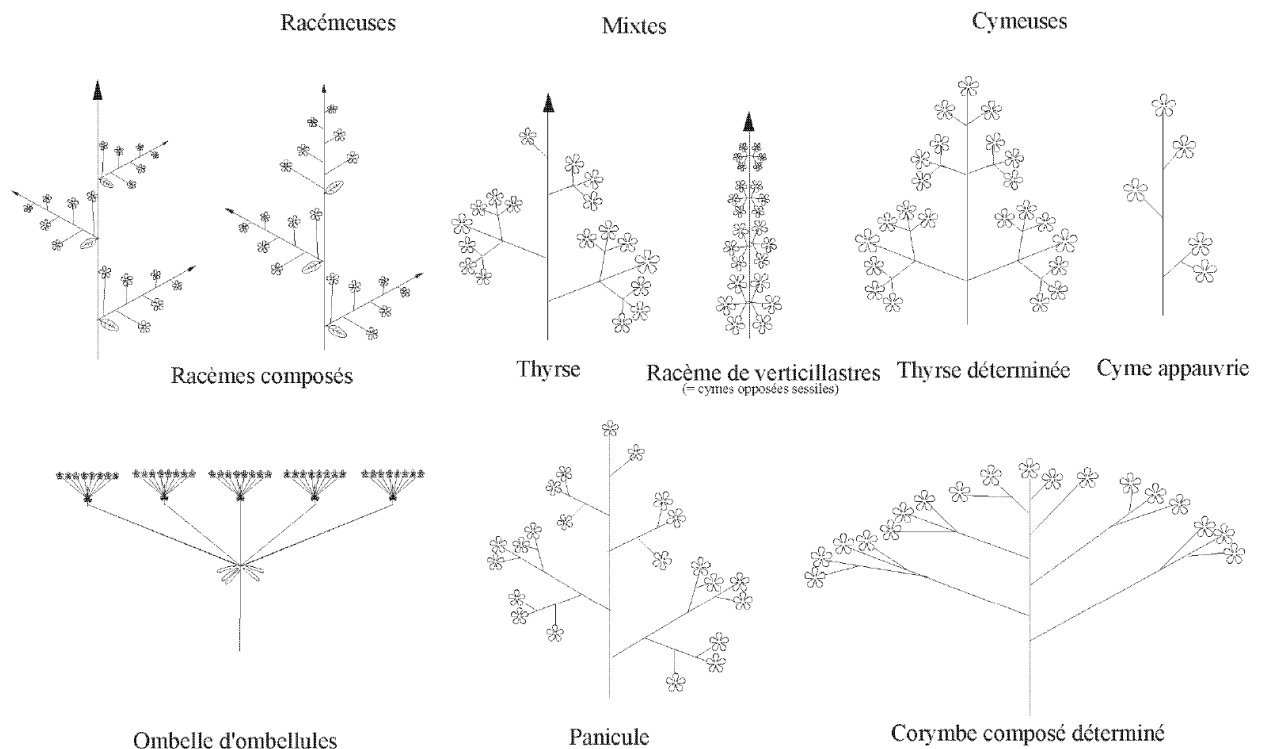 Racémeuses
Mixtes
Cymeuses
Racèmes composés
Thyrse
Racème de verticillastres
(= cymes opposées sessiles)
Thyrse déterminée
Cyme appauvrie
Ombelle d'ombellules
Panicule
Corymbe composé déterminé